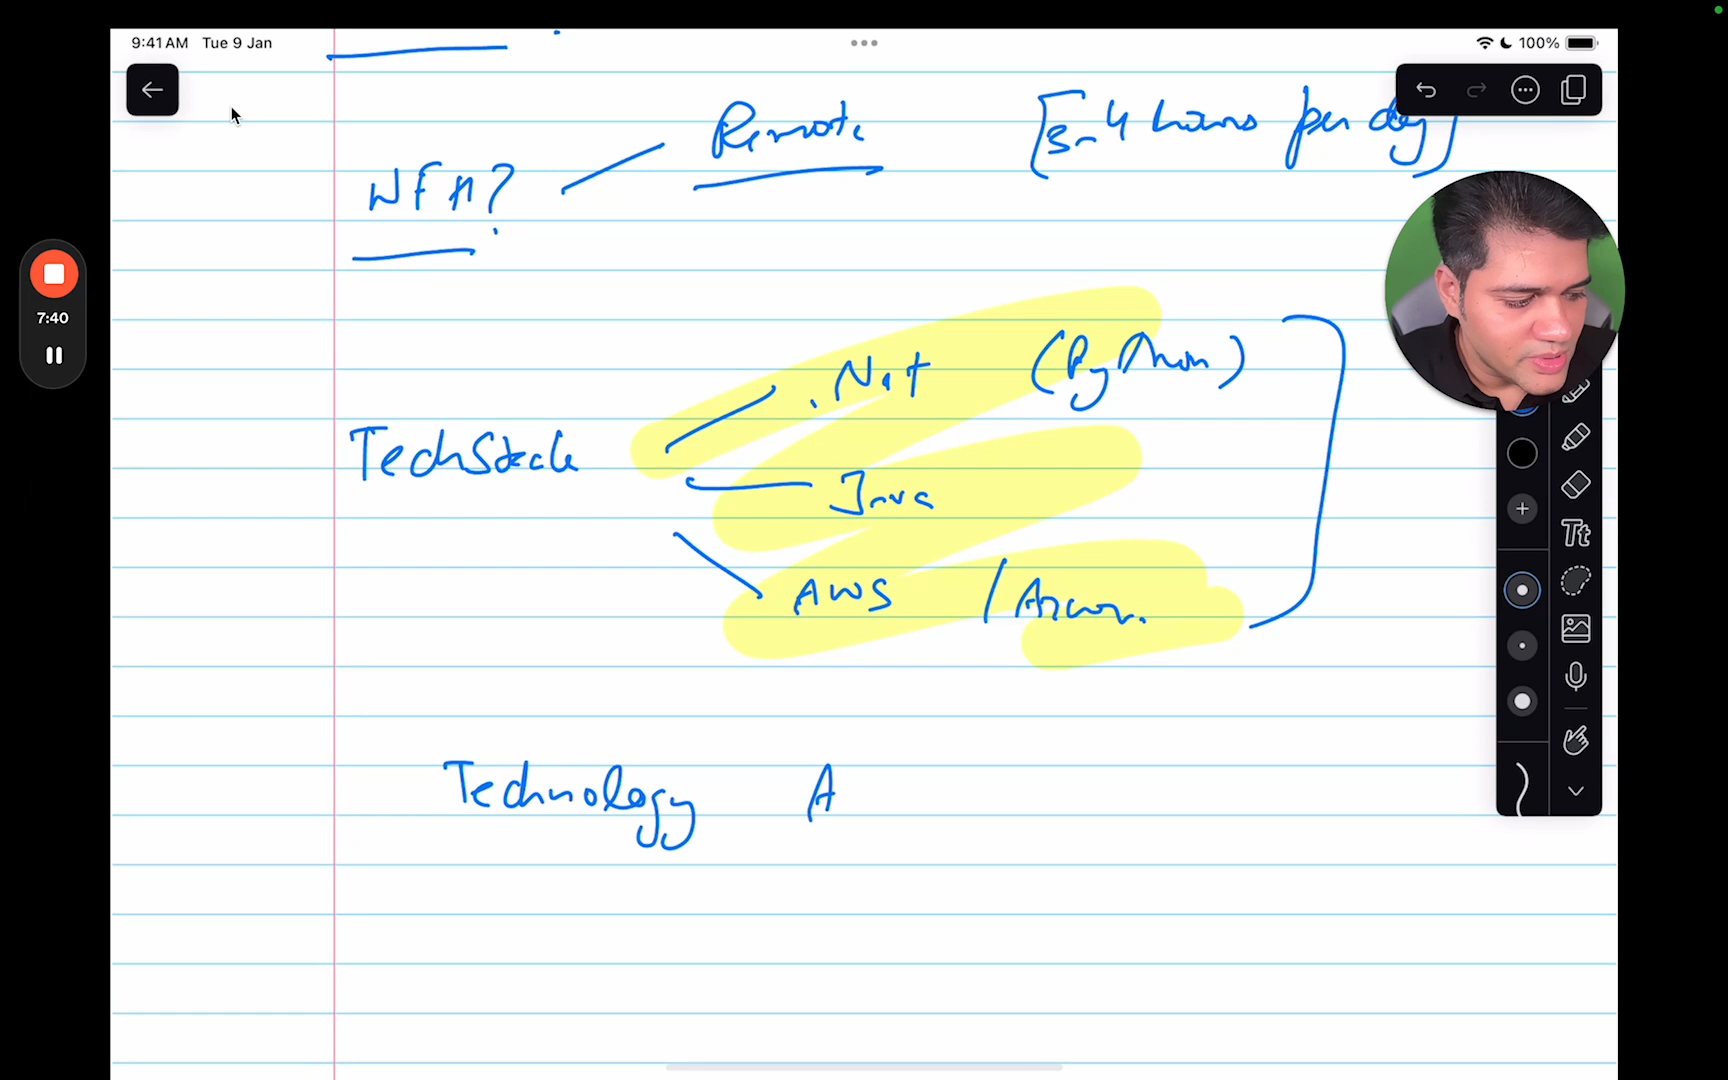 9:41 AM Tue 9 Jan 100%
Remote [3-4 hours per day]
WFH?
7:40
.Net (Python)
TechStack
Java
AWS / Azure.
Tt
Technology A